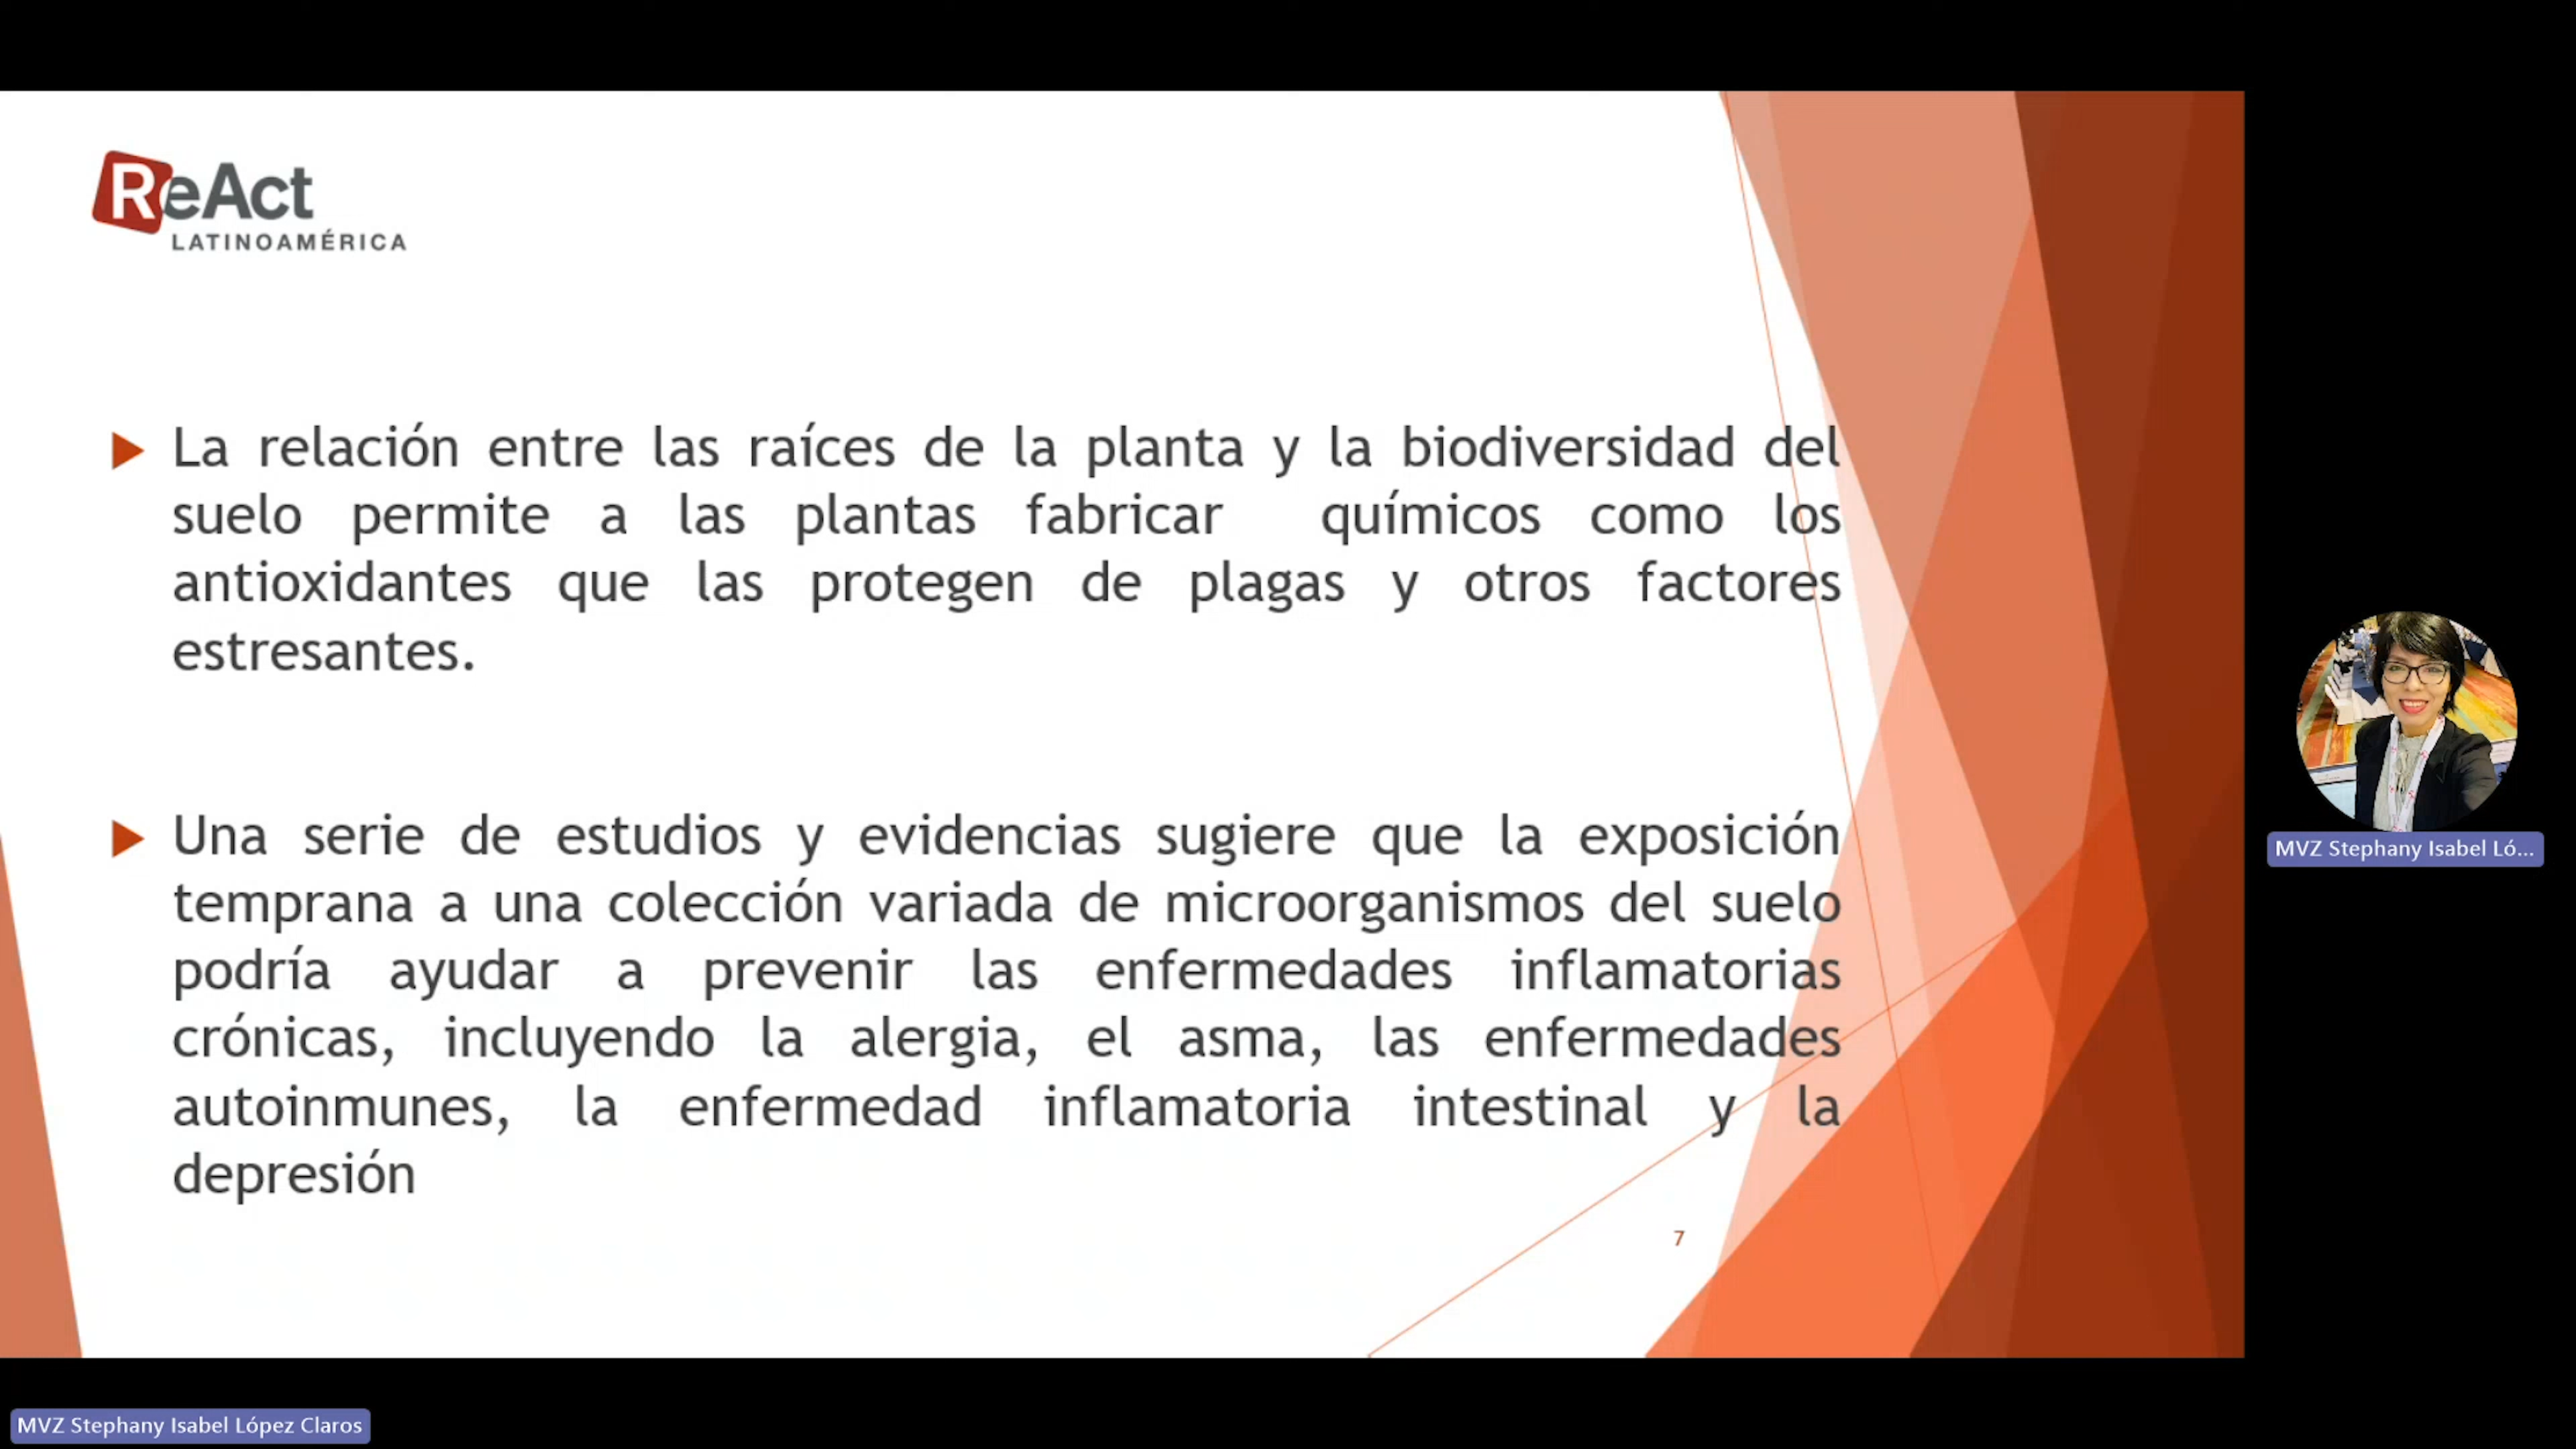 ReAct
LATINOAMÉRICA
La relación entre las raíces de la planta y la biodiversidad del
suelo permite a las plantas fabricar químicos como los
antioxidantes que las protegen de plagas y otros factores
estresantes.
Una serie de estudios y evidencias sugiere que la exposición
temprana a una colección variada de microorganismos del suelo
podría ayudar a prevenir las enfermedades inflamatorias
crónicas, incluyendo la alergia, el asma, las enfermedades
autoinmunes, la enfermedad inflamatoria intestinal y la
depresión
7
MVZ Stephany Isabel Ló...
MVZ Stephany Isabel López Claros